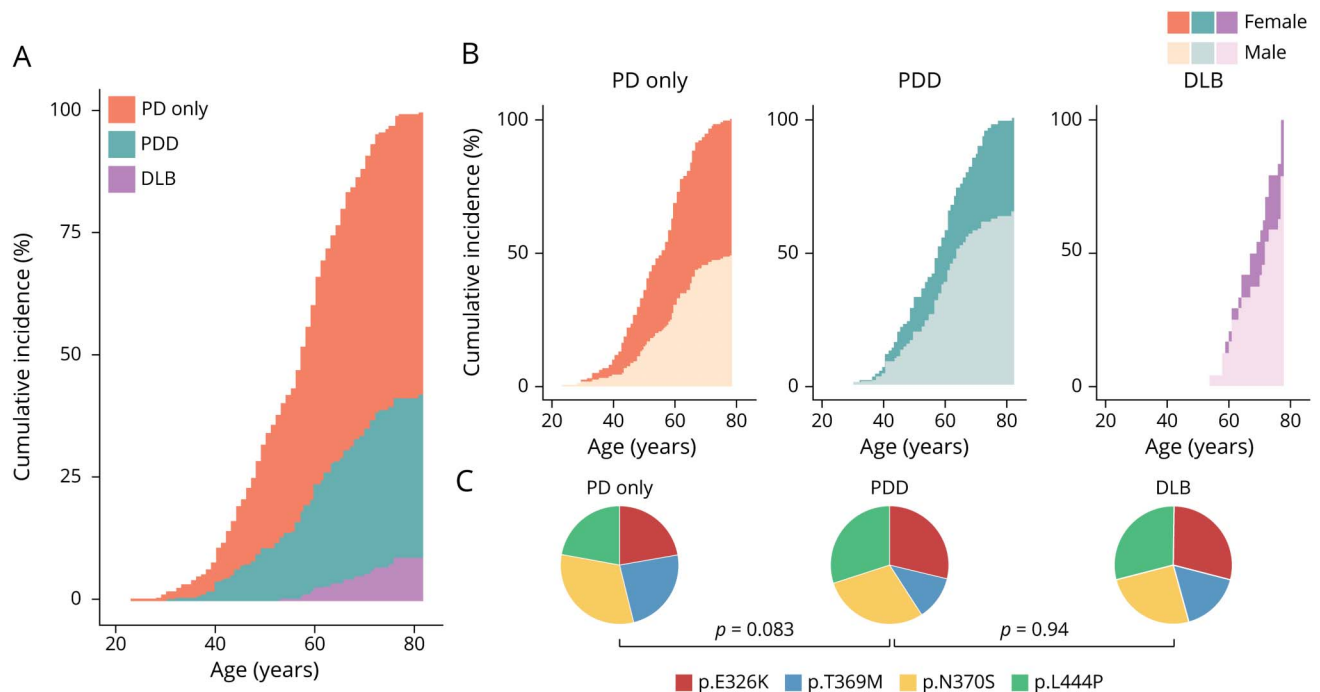 A
Cumulative incidence (%)
100
75
50
25
0
PD only
PDD
DLB
20
40
60
80
Age (years)
B
Female
Male
PD only
Cumulative incidence (%)
100
50
0
20
40
60
80
Age (years)
PDD
100
50
0
20
40
60
80
Age (years)
DLB
100
50
0
20
40
60
80
Age (years)
C
PD only
PDD
DLB
p = 0.083
p = 0.94
p.E326K
p.T369M
p.N370S
p.L444P